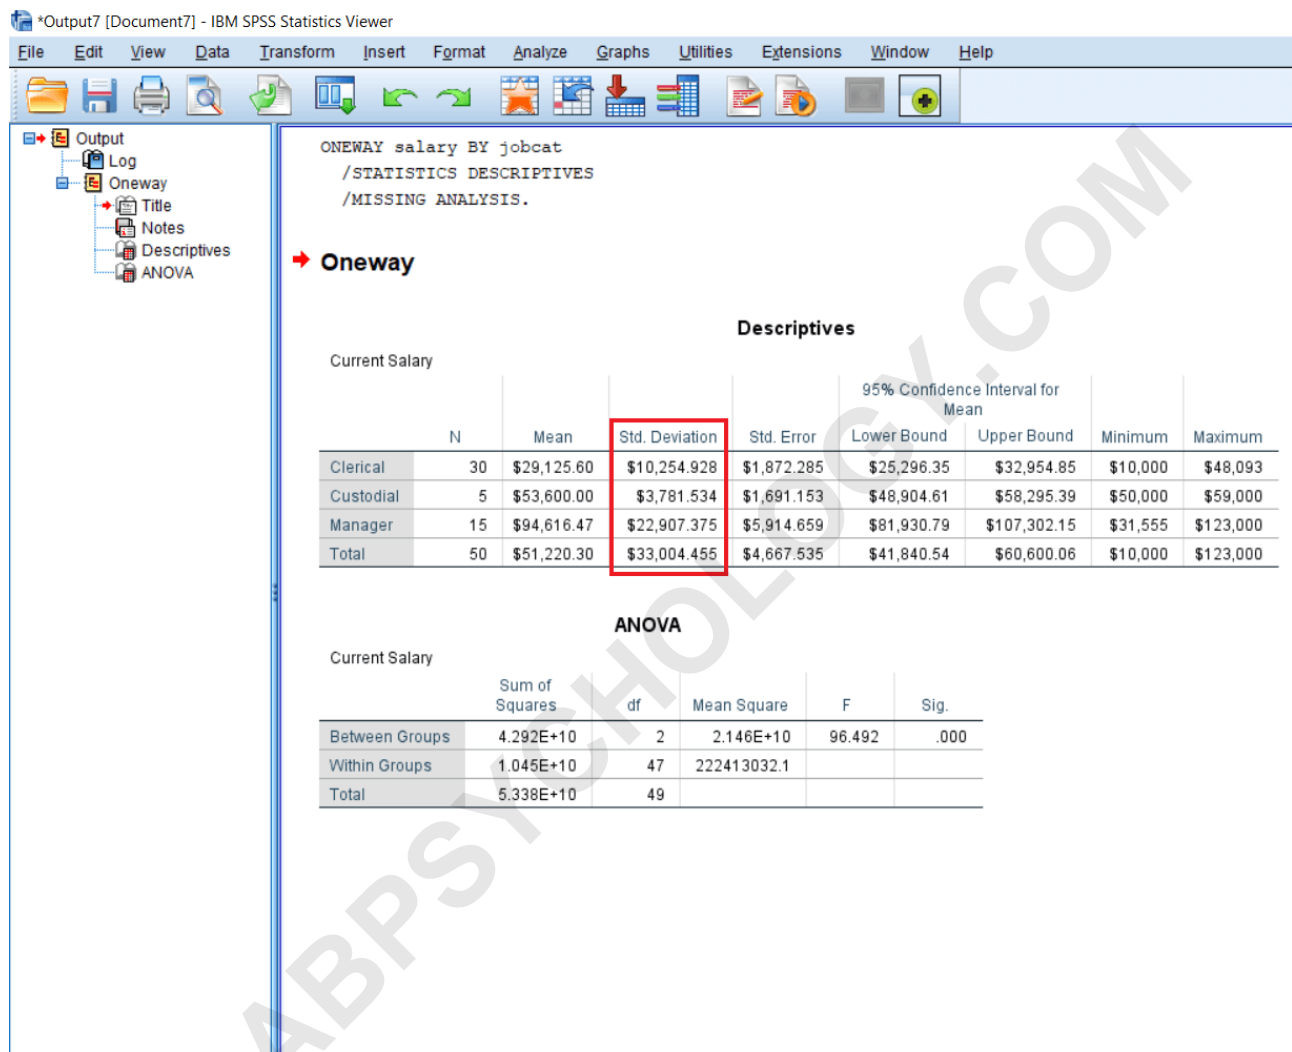 *Output7 [Document7] - IBM SPSS Statistics Viewer
File Edit View Data Transform Insert Format Analyze Graphs Utilities Extensions Window Help
Output
Log
Oneway
Title
Notes
Descriptives
ANOVA
ONEWAY salary BY jobcat
/STATISTICS DESCRIPTIVES
/MISSING ANALYSIS.
Oneway
Descriptives
Current Salary
95% Confidence Interval for
Mean
N Mean Std. Deviation Std. Error Lower Bound Upper Bound Minimum Maximum
Clerical 30 $29,125.60 $10,254.928 $1,872.285 $25,296.35 $32,954.85 $10,000 $48,093
Custodial 5 $53,600.00 $3,781.534 $1,691.153 $48,904.61 $58,295.39 $50,000 $59,000
Manager 15 $94,616.47 $22,907.375 $5,914.659 $81,930.79 $107,302.15 $31,555 $123,000
Total 50 $51,220.30 $33,004.455 $4,667.535 $41,840.54 $60,600.06 $10,000 $123,000
ANOVA
Current Salary
Sum of
Squares df Mean Square F Sig.
Between Groups 4.292E+10 2 2.146E+10 96.492 .000
Within Groups 1.045E+10 47 222413032.1
Total 5.338E+10 49
ABPSYCHOLOGY.COM